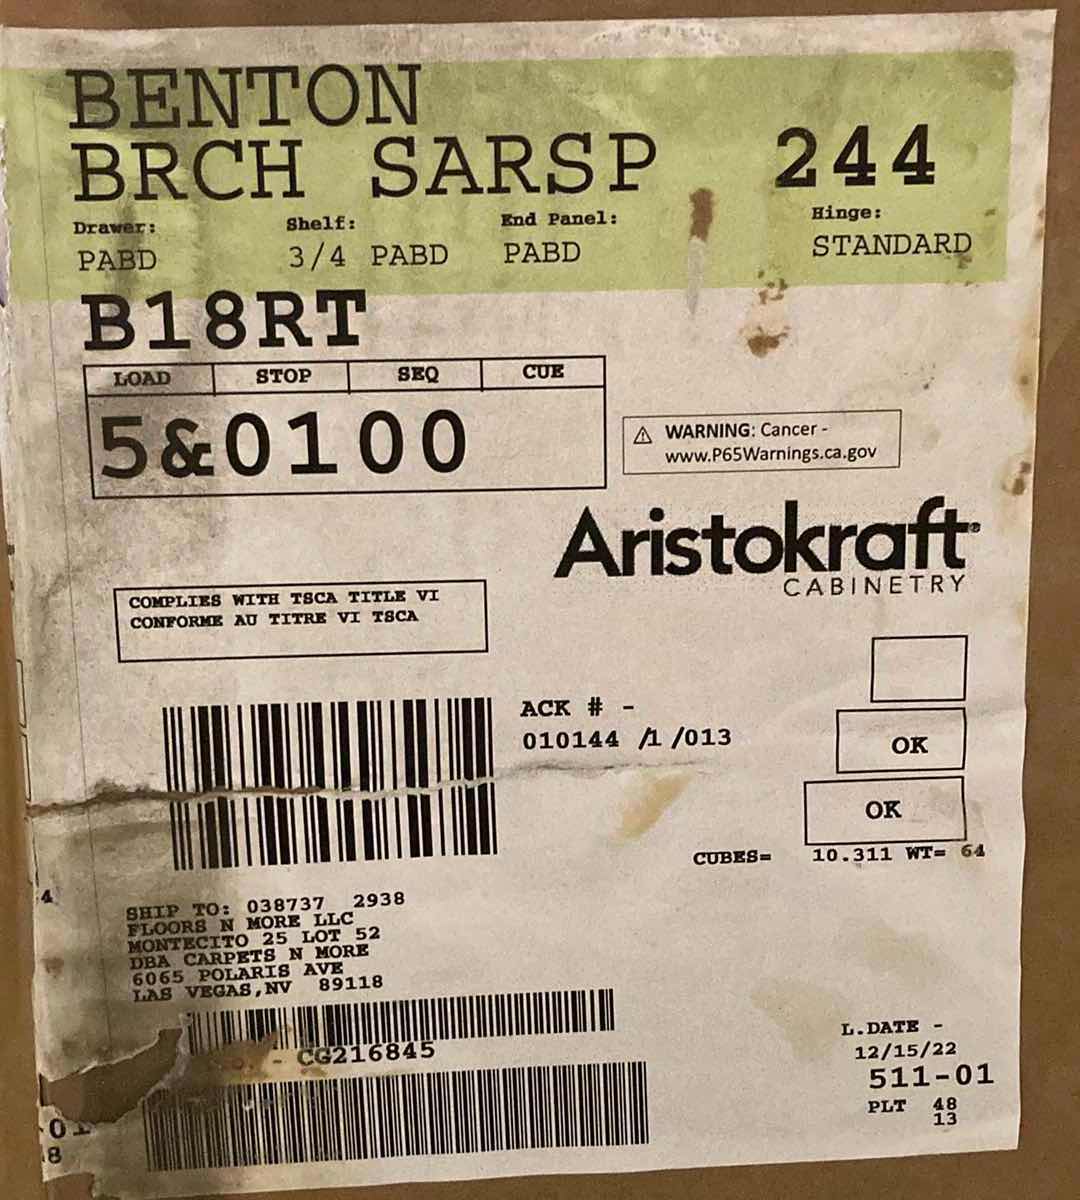 BENTON
BRCH SARSP 244
Drawer: Shelf: End Panel: Hinge:
PABD 3/4 PABD PABD STANDARD
B18RT
LOAD STOP SEQ CUE
5&0100
WARNING: Cancer -
www.P65Warnings.ca.gov
Aristokraft®
CABINETRY
COMPLIES WITH TSCA TITLE VI
CONFORME AU TITRE VI TSCA
ACK # -
010144 /1 /013
OK
OK
CUBES= 10.311 WT= 64
4
SHIP TO: 038737 2938
FLOORS N MORE LLC
MONTECITO 25 LOT 52
DBA CARPETS N MORE
6065 POLARIS AVE
LAS VEGAS,NV 89118
- CG216845
L.DATE -
12/15/22
511-01
PLT 48
13
8